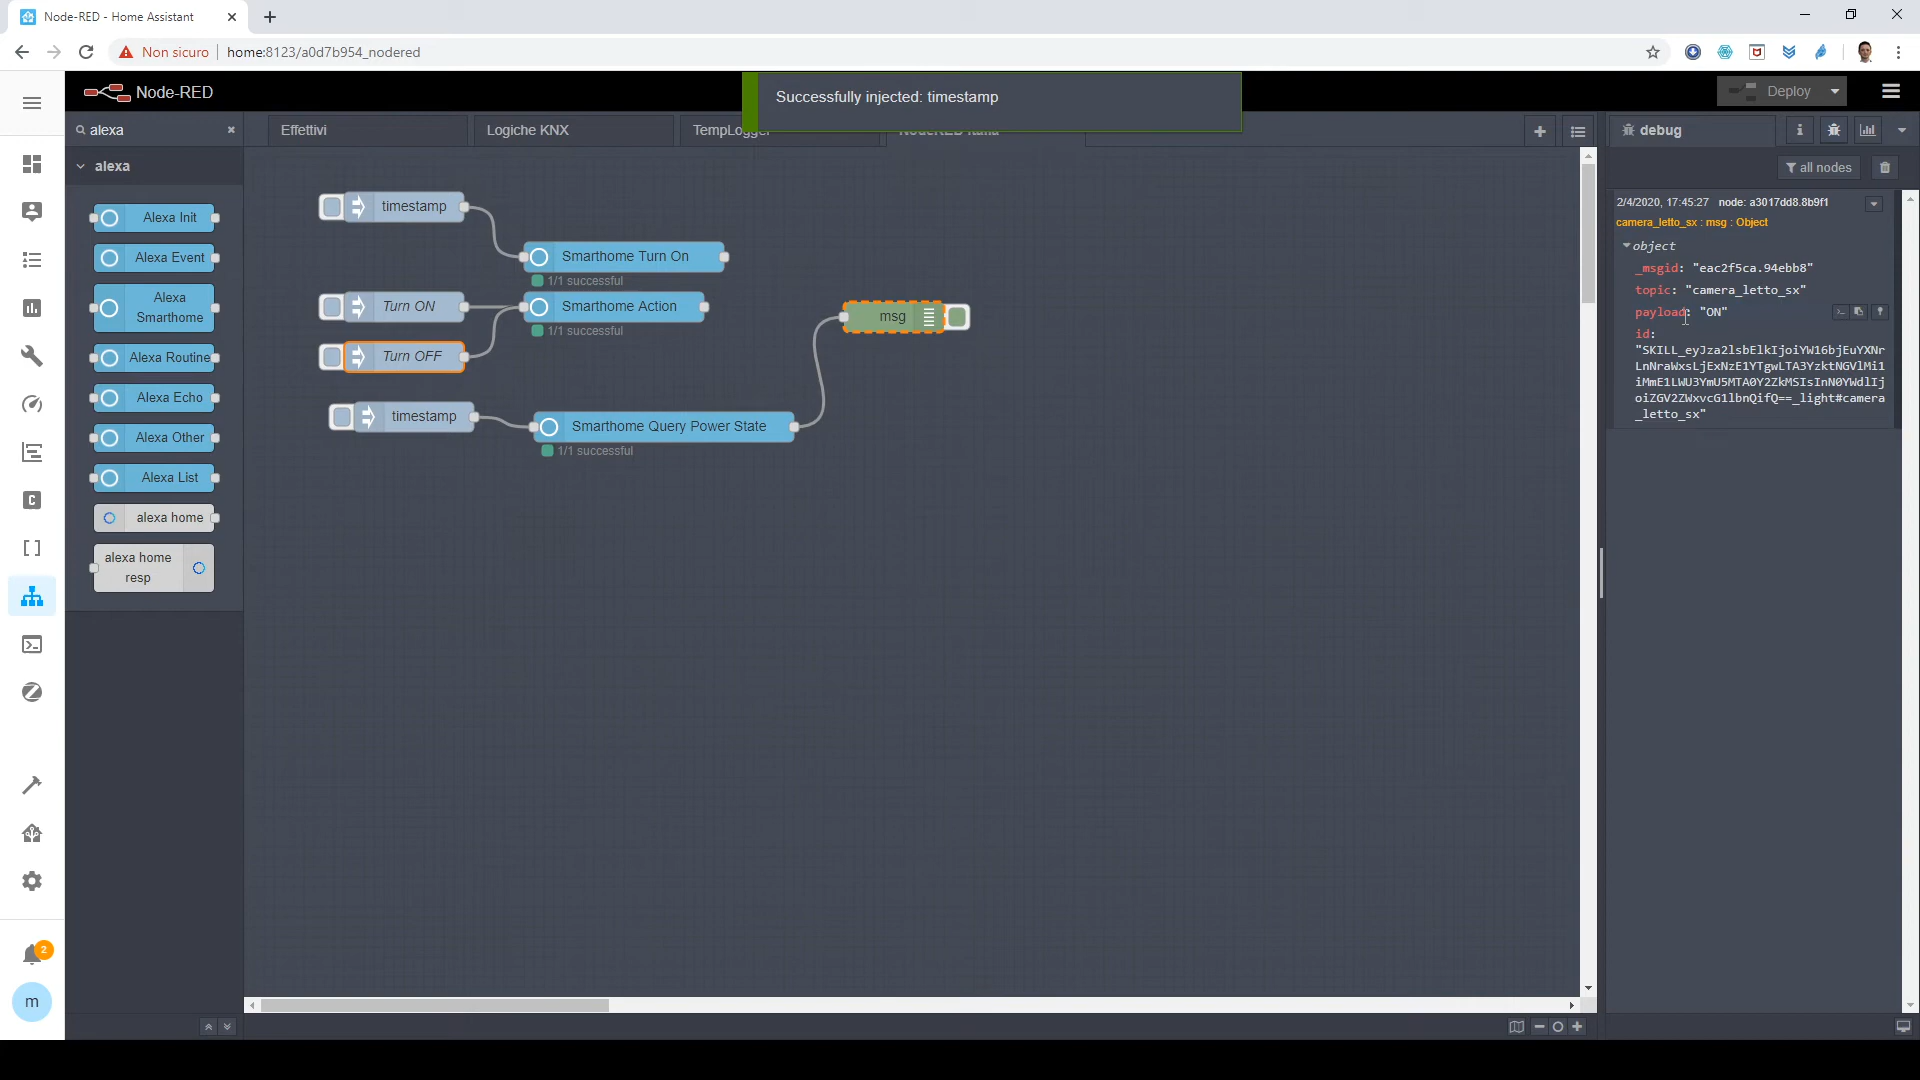 Node-RED - Home Assistant
Non sicuro
home:8123/a0d7b954_nodered
Node-RED
Successfully injected: timestamp
Deploy
alexa
Effettivi
Logiche KNX
TempLogger
debug
alexa
all nodes
Alexa Init
Alexa Event
Alexa
Smarthome
Alexa Routine
Alexa Echo
Alexa Other
Alexa List
alexa home
alexa home
resp
timestamp
Smarthome Turn On
1/1 successful
Turn ON
Smarthome Action
1/1 successful
Turn OFF
timestamp
Smarthome Query Power State
1/1 successful
msg
2/4/2020, 17:45:27 node: a3017dd8.8b9f1
camera_letto_sx : msg : Object
object
_msgid: "eac2f5ca.94ebb8"
topic: "camera_letto_sx"
payload: "ON"
id:
"SKILL_eyJza2lsbElkIjoiYW16bjEuYXNr
LnNraWxsLjExNzE1YTgwLTA3YzktNGVlMi1
iMmE1LWU3YmU5MTA0Y2ZkMSIsInN0YWdlIj
oiZGV2ZWxvcG1lbnQifQ==_light#camera
_letto_sx"
2
m